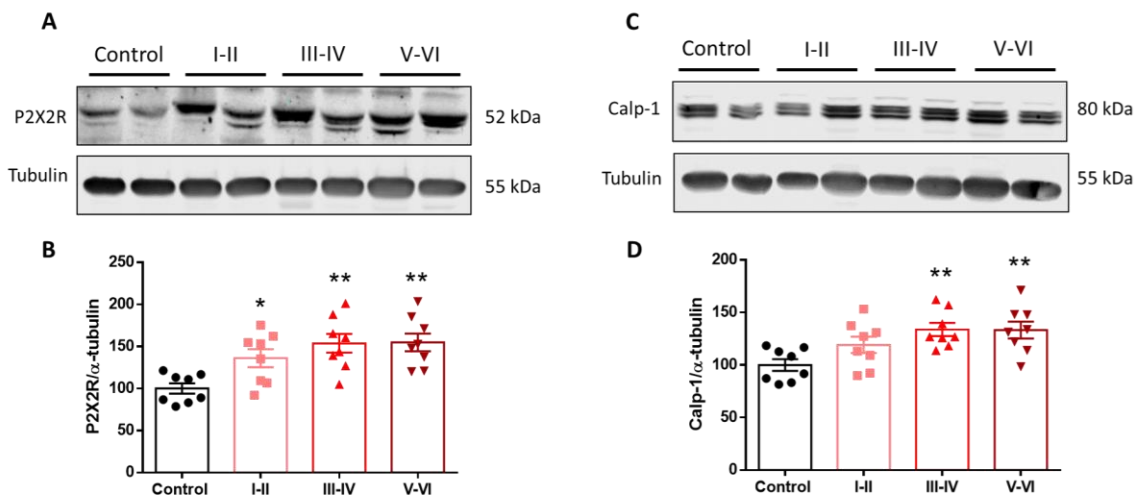 A
Control I-II III-IV V-VI
P2X2R 52 kDa
Tubulin 55 kDa
B
P2X2R/α-tubulin
250
200
150
100
50
0
* ** **
Control I-II III-IV V-VI
C
Control I-II III-IV V-VI
Calp-1 80 kDa
Tubulin 55 kDa
D
Calp-1/α-tubulin
200
150
100
50
0
** **
Control I-II III-IV V-VI